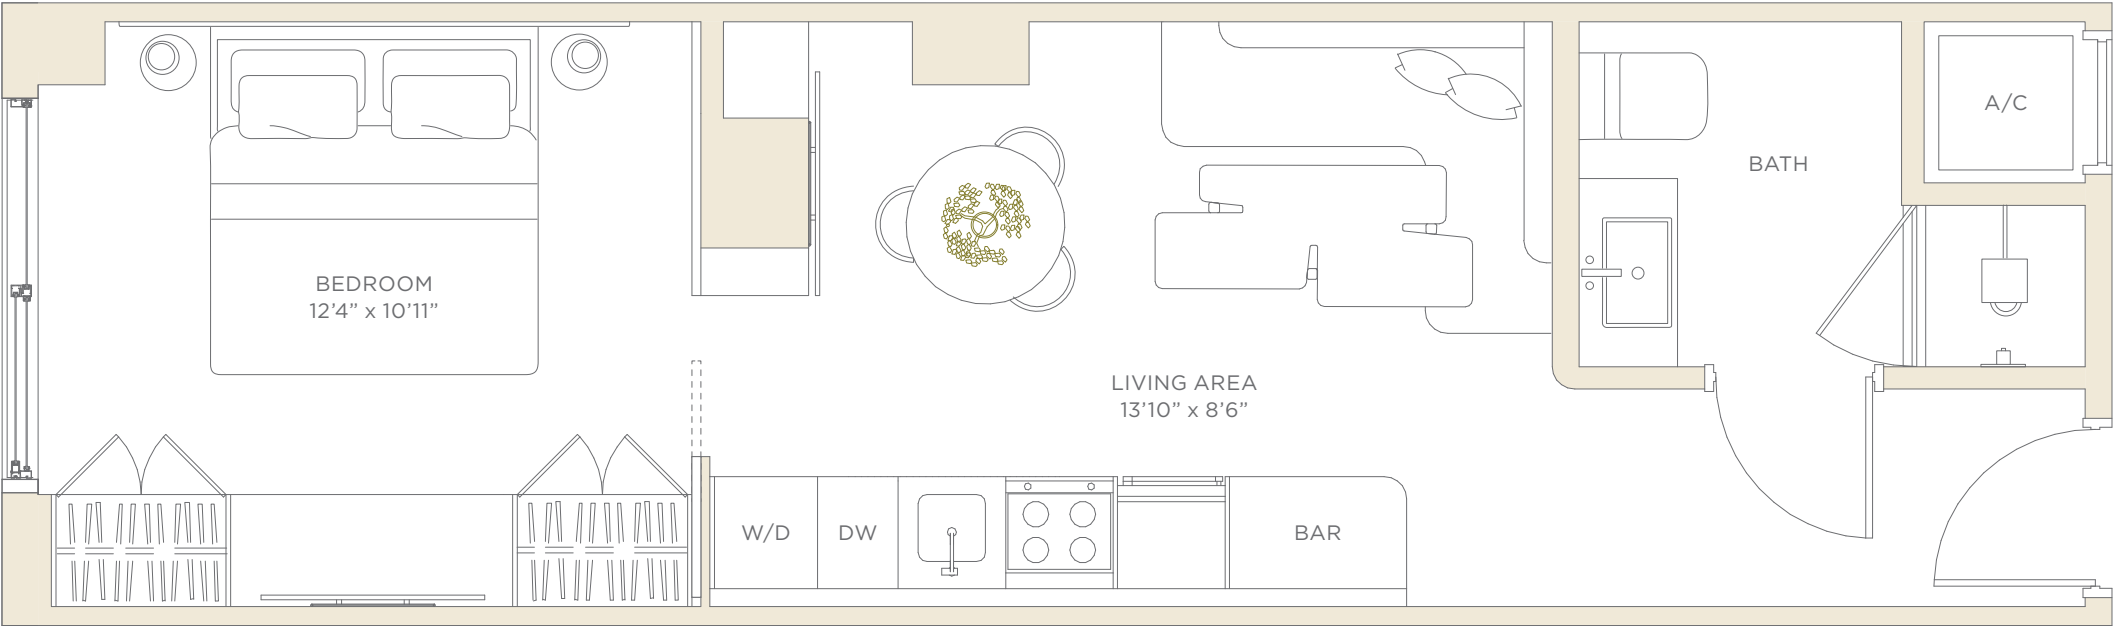 A/C
BATH
BEDROOM
12’4” x 10’11”
LIVING AREA
13’10” x 8’6”
W/D
DW
BAR